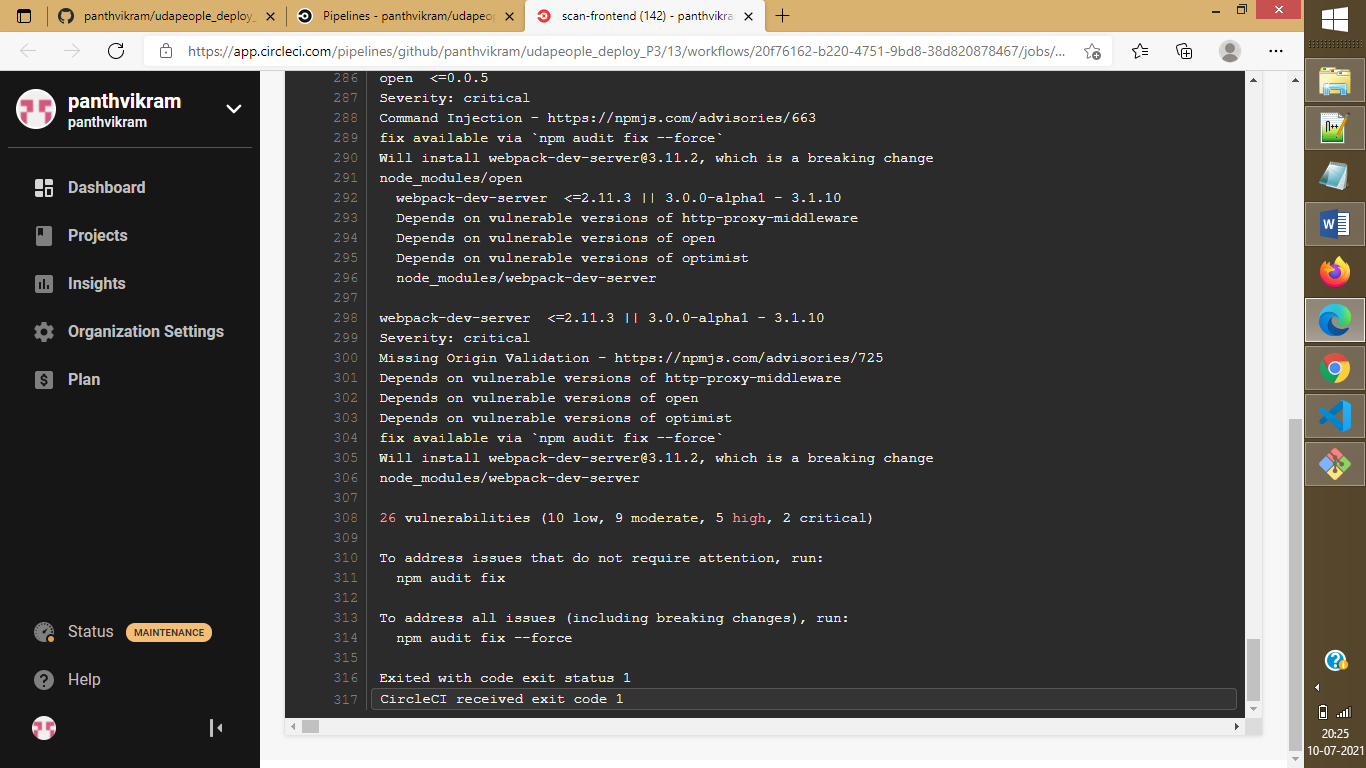 panthvikram/udapeople_deploy_
Pipelines - panthvikram/udapeop
scan-frontend (142) - panthvikra
https://app.circleci.com/pipelines/github/panthvikram/udapeople_deploy_P3/13/workflows/20f76162-b220-4751-9bd8-38d820878467/jobs/...
panthvikram
panthvikram
Dashboard
Projects
Insights
Organization Settings
Plan
Status MAINTENANCE
Help
286 open <=0.0.5
287 Severity: critical
288 Command Injection - https://npmjs.com/advisories/663
289 fix available via `npm audit fix --force`
290 Will install webpack-dev-server@3.11.2, which is a breaking change
291 node_modules/open
292 webpack-dev-server <=2.11.3 || 3.0.0-alpha1 - 3.1.10
293 Depends on vulnerable versions of http-proxy-middleware
294 Depends on vulnerable versions of open
295 Depends on vulnerable versions of optimist
296 node_modules/webpack-dev-server
297
298 webpack-dev-server <=2.11.3 || 3.0.0-alpha1 - 3.1.10
299 Severity: critical
300 Missing Origin Validation - https://npmjs.com/advisories/725
301 Depends on vulnerable versions of http-proxy-middleware
302 Depends on vulnerable versions of open
303 Depends on vulnerable versions of optimist
304 fix available via `npm audit fix --force`
305 Will install webpack-dev-server@3.11.2, which is a breaking change
306 node_modules/webpack-dev-server
307
308 26 vulnerabilities (10 low, 9 moderate, 5 high, 2 critical)
309
310 To address issues that do not require attention, run:
311 npm audit fix
312
313 To address all issues (including breaking changes), run:
314 npm audit fix --force
315
316 Exited with code exit status 1
317 CircleCI received exit code 1
20:25
10-07-2021